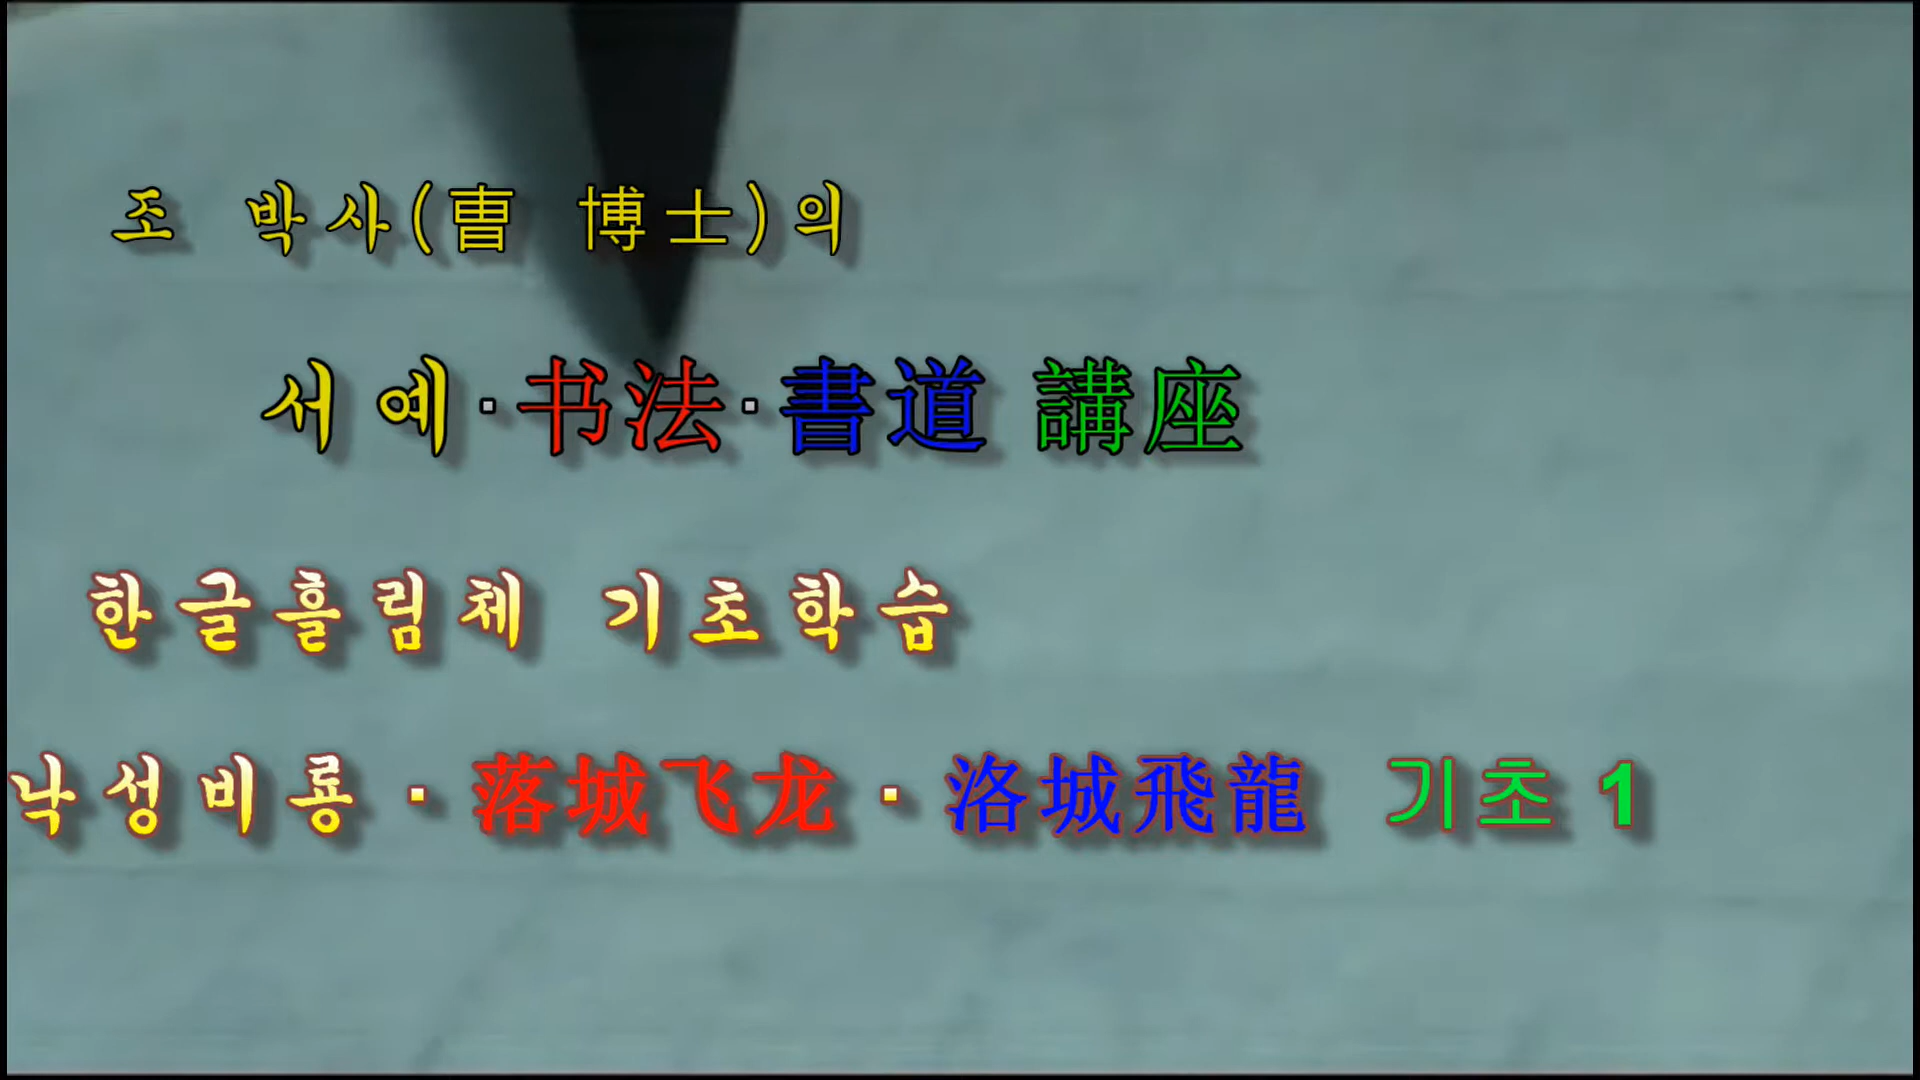 조 박사(曺 博士)의
서예·书法·書道 講座
한글흘림체 기초학습
낙성비룡·落城飞龙·洛城飛龍 기초 1